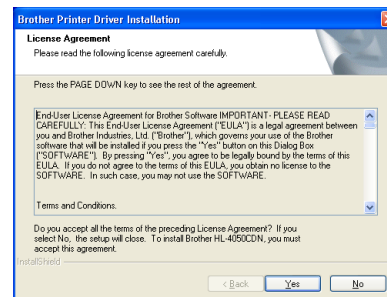 Brother Printer Driver Installation
License Agreement
Please read the following license agreement carefully.
Press the PAGE DOWN key to see the rest of the agreement.
End-User License Agreement for Brother Software IMPORTANT- PLEASE READ
CAREFULLY: This End-User License Agreement ("EULA") is a legal agreement between
you and Brother Industries, Ltd. ("Brother"), which governs your use of the Brother
software that will be installed if you press the "Yes" button on this Dialog Box
("SOFTWARE"). By pressing "Yes", you agree to be legally bound by the terms of this
EULA. If you do not agree to the terms of this EULA, you obtain no license to the
SOFTWARE. In such case, you may not use the SOFTWARE.
Terms and Conditions.
Do you accept all the terms of the preceding License Agreement? If you
select No, the setup will close. To install Brother HL-4050CDN, you must
accept this agreement.
InstallShield
< Back Yes No